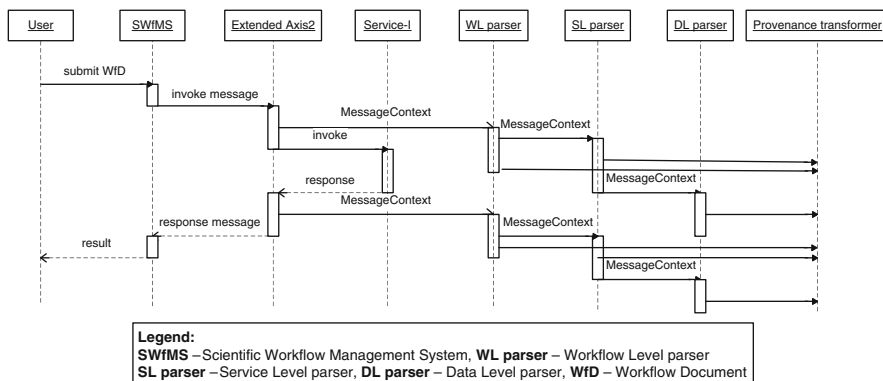 User
SWfMS
Extended Axis2
Service-I
WL parser
SL parser
DL parser
Provenance transformer
submit WfD
invoke message
MessageContext
MessageContext
invoke
MessageContext
response
MessageContext
response message
MessageContext
result
MessageContext
Legend:
SWfMS –Scientific Workflow Management System, WL parser – Workflow Level parser
SL parser –Service Level parser, DL parser – Data Level parser, WfD – Workflow Document